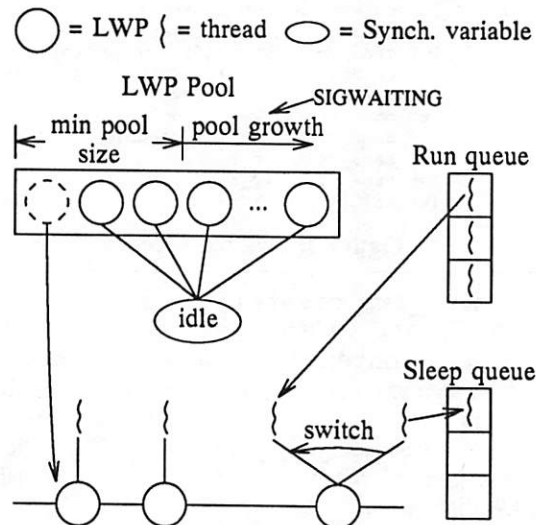 = LWP = thread = Synch. variable
LWP Pool
SIGWAITING
min pool pool growth
size
Run queue
...
idle
Sleep queue
switch